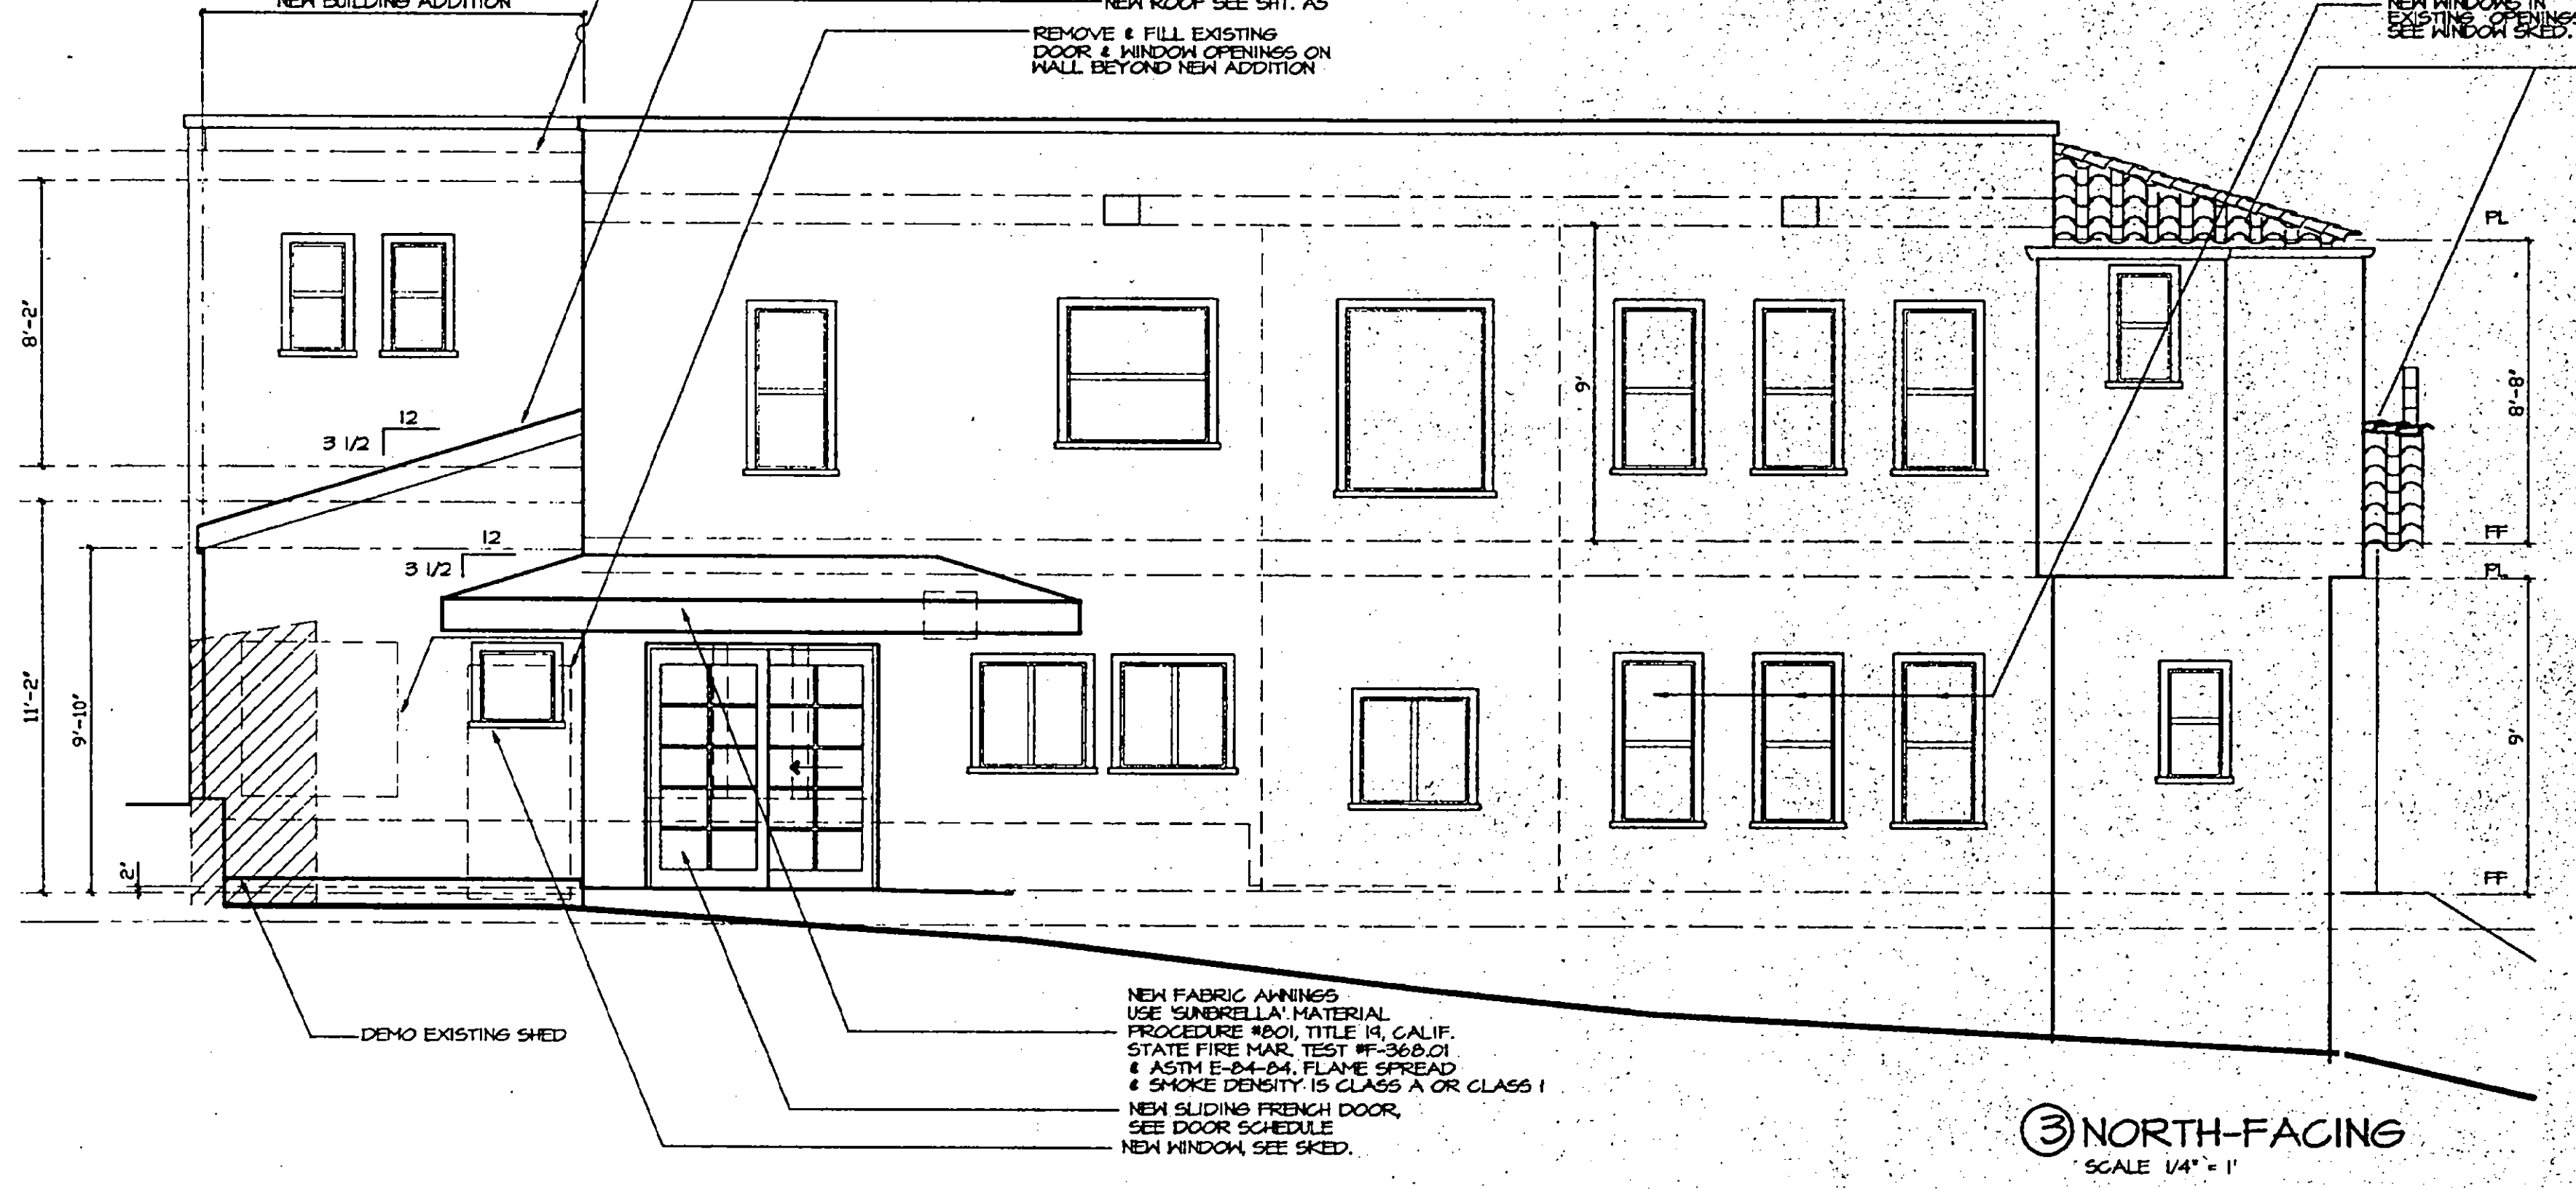 NEW BUILDING ADDITION
NEW ROOF SEE SHT. A5
REMOVE & FILL EXISTING
DOOR & WINDOW OPENINGS ON
WALL BEYOND NEW ADDITION
NEW WINDOWS IN
EXISTING OPENINGS
SEE WINDOW SKED.
8'-2"
12
3 1/2
12
3 1/2
11'-2"
9'-10"
2"
9'
PL
8'-8"
FF
PL
9'
FF
DEMO EXISTING SHED
NEW FABRIC AWNINGS
USE 'SUNBRELLA' MATERIAL
PROCEDURE #801, TITLE 19, CALIF.
STATE FIRE MAR. TEST #F-368.01
& ASTM E-84-84. FLAME SPREAD
& SMOKE DENSITY IS CLASS A OR CLASS 1
NEW SLIDING FRENCH DOOR,
SEE DOOR SCHEDULE
NEW WINDOW, SEE SKED.
3 NORTH-FACING
SCALE 1/4" = 1'